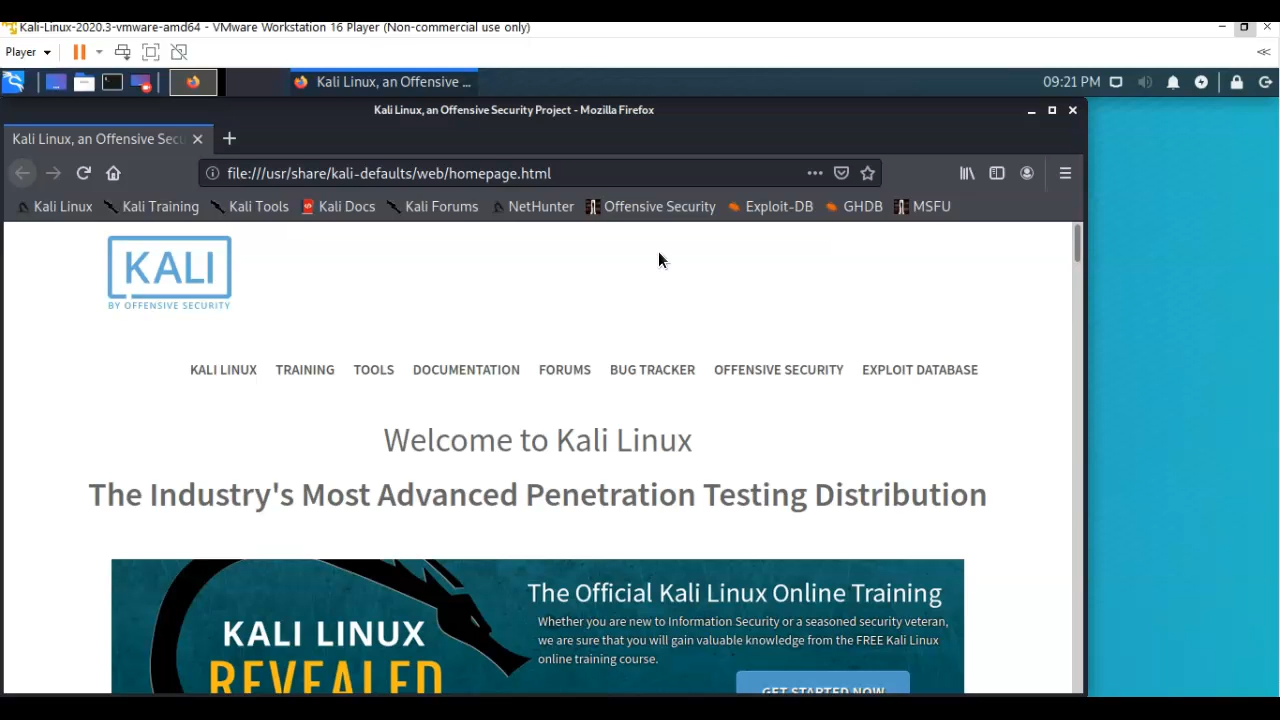 Kali-Linux-2020.3-vmware-amd64 - VMware Workstation 16 Player (Non-commercial use only)
Player
Kali Linux, an Offensive ...
09:21 PM
Kali Linux, an Offensive Security Project - Mozilla Firefox
Kali Linux, an Offensive Secu
file:///usr/share/kali-defaults/web/homepage.html
Kali Linux Kali Training Kali Tools Kali Docs Kali Forums NetHunter Offensive Security Exploit-DB GHDB MSFU
KALI
BY OFFENSIVE SECURITY
KALI LINUX TRAINING TOOLS DOCUMENTATION FORUMS BUG TRACKER OFFENSIVE SECURITY EXPLOIT DATABASE
Welcome to Kali Linux
The Industry's Most Advanced Penetration Testing Distribution
KALI LINUX
REVEALED
The Official Kali Linux Online Training
Whether you are new to Information Security or a seasoned security veteran,
we are sure that you will gain valuable knowledge from the FREE Kali Linux
online training course.
GET STARTED NOW